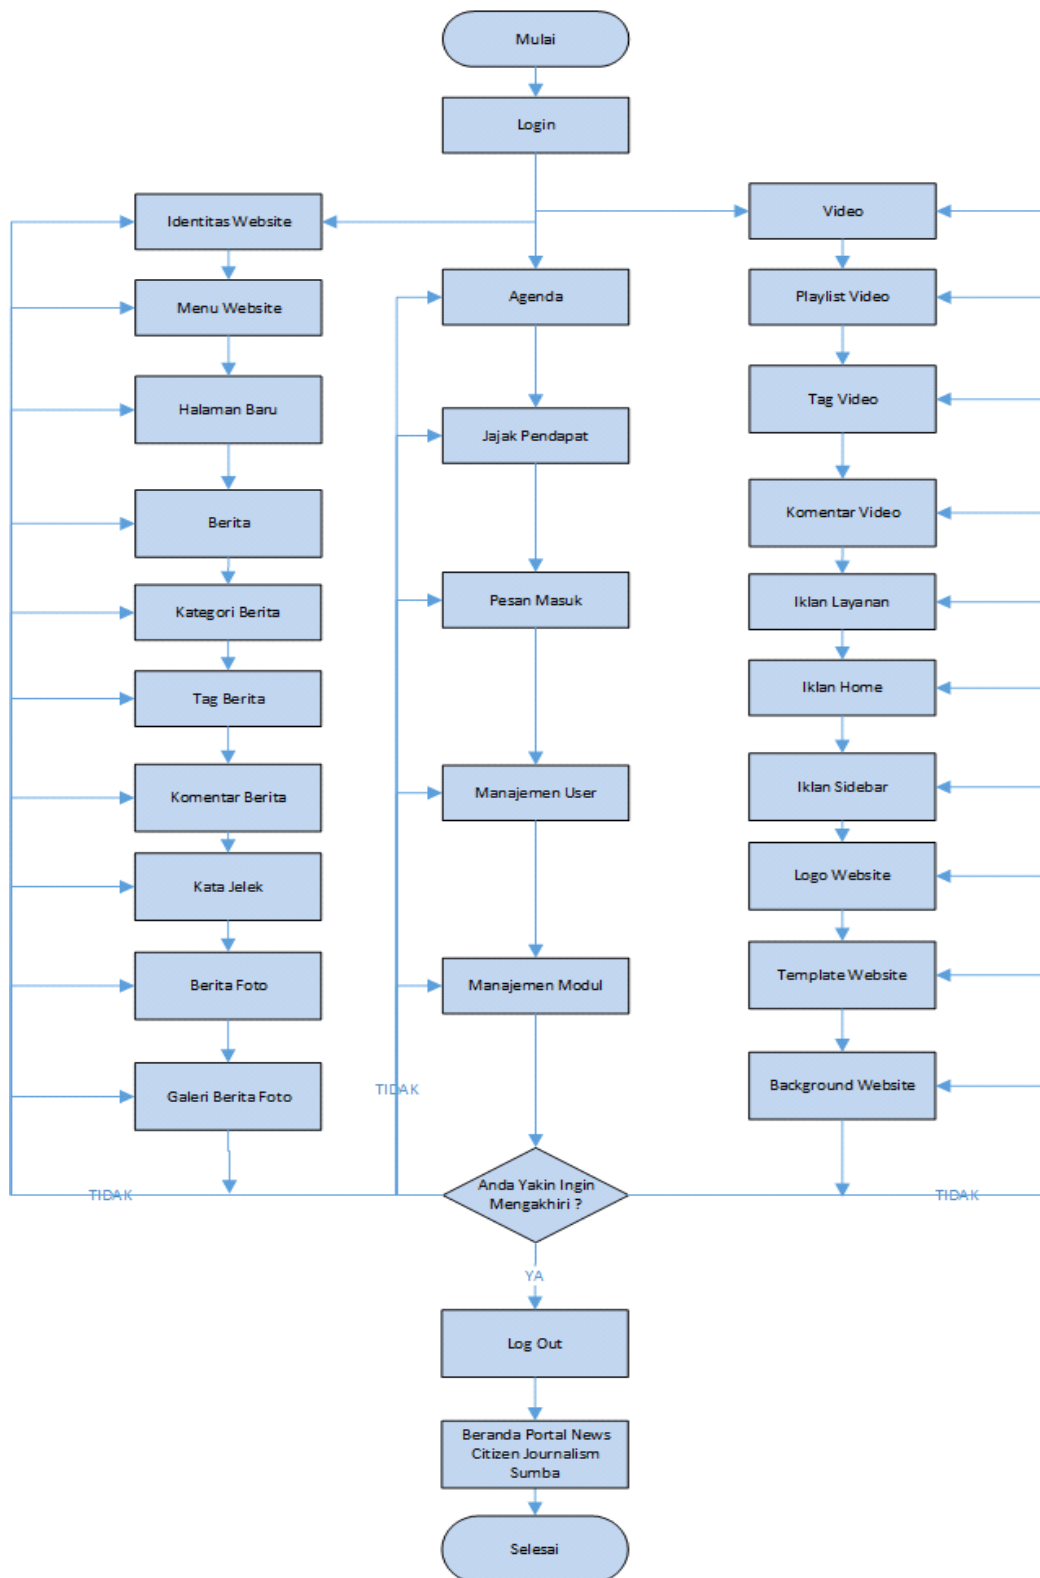 Mulai
Login
Identitas Website
Menu Website
Halaman Baru
Berita
Kategori Berita
Tag Berita
Komentar Berita
Kata Jelek
Berita Foto
Galeri Berita Foto
TIDAK
Agenda
Jajak Pendapat
Pesan Masuk
Manajemen User
Manajemen Modul
TIDAK
Video
Playlist Video
Tag Video
Komentar Video
Iklan Layanan
Iklan Home
Iklan Sidebar
Logo Website
Template Website
Background Website
TIDAK
Anda Yakin Ingin
Mengakhiri ?
YA
Log Out
Beranda Portal News
Citizen Journalism
Sumba
Selesai